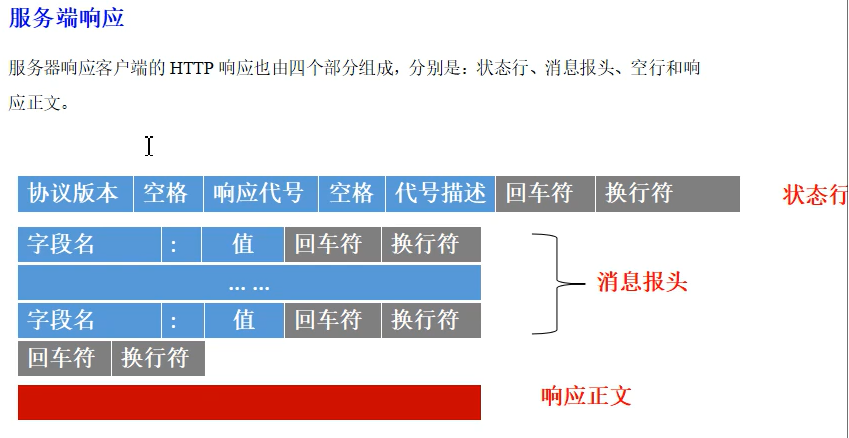 服务端响应
服务器响应客户端的 HTTP 响应也由四个部分组成，分别是：状态行、消息报头、空行和响
应正文。
协议版本 空格 响应代号 空格 代号描述 回车符 换行符 状态行
字段名 : 值 回车符 换行符
... ...
消息报头
字段名 : 值 回车符 换行符
回车符 换行符
响应正文